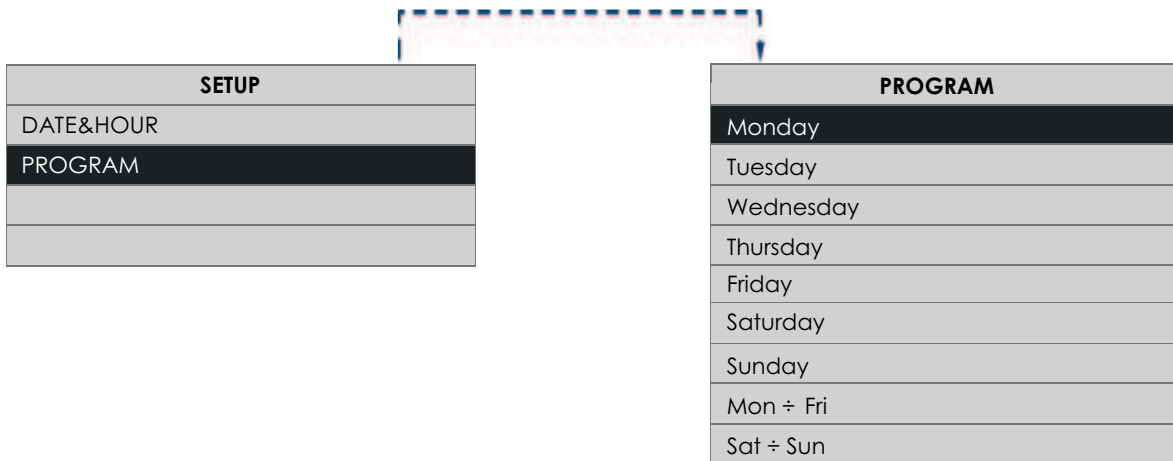 SETUP
DATE&HOUR
PROGRAM
PROGRAM
Monday
Tuesday
Wednesday
Thursday
Friday
Saturday
Sunday
Mon ÷ Fri
Sat ÷ Sun